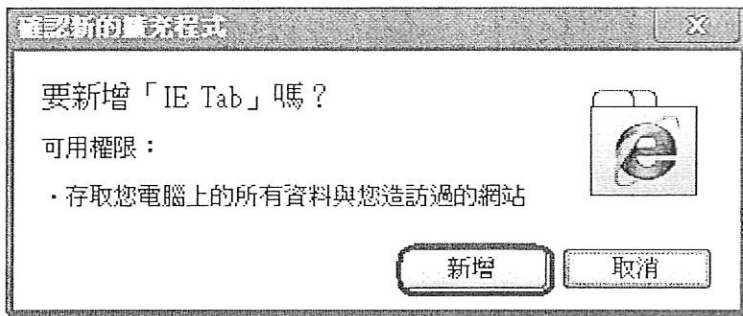 確認新的擴充程式
要新增「IE Tab」嗎？
可用權限：
・存取您電腦上的所有資料與您造訪過的網站
新增
取消